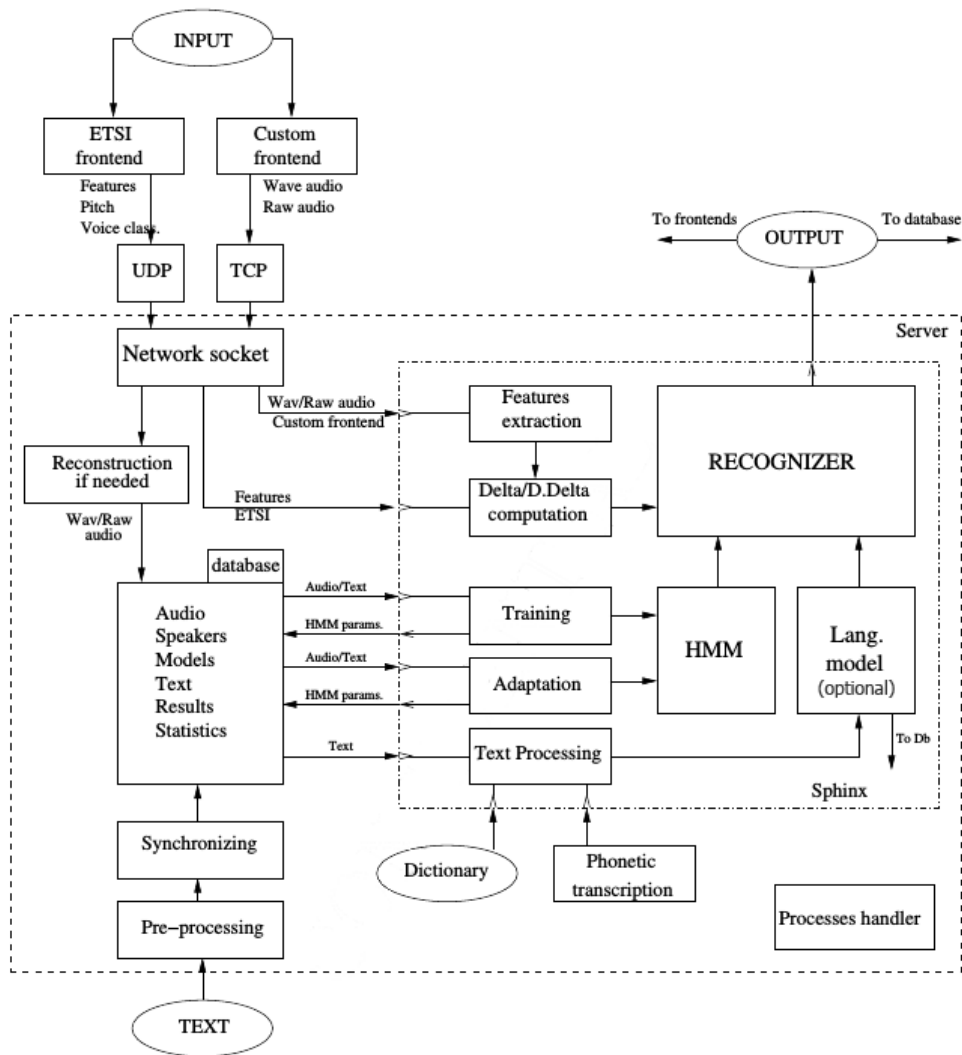 INPUT
ETSI
frontend
Custom
frontend
Features
Pitch
Voice class.
Wave audio
Raw audio
UDP
TCP
To frontends
OUTPUT
To database
Server
Network socket
Wav/Raw audio
Custom frontend
Features
extraction
RECOGNIZER
Reconstruction
if needed
Features
ETSI
Delta/D.Delta
computation
Wav/Raw
audio
database
Audio
Speakers
Models
Text
Results
Statistics
Audio/Text
HMM params.
Audio/Text
HMM params.
Text
Training
Adaptation
Text Processing
HMM
Lang.
model
(optional)
To Db
Sphinx
Synchronizing
Dictionary
Phonetic
transcription
Pre-processing
Processes handler
TEXT